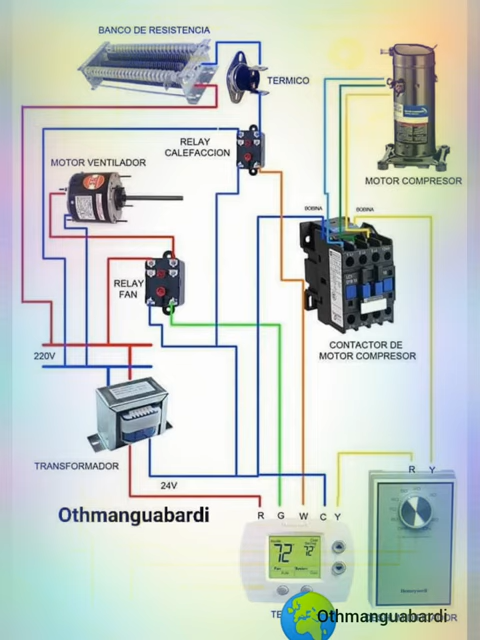 BANCO DE RESISTENCIA
TERMICO
RELAY
CALEFACCION
MOTOR COMPRESOR
MOTOR VENTILADOR
BOBINA
BOBINA
RELAY
FAN
CONTACTOR DE
MOTOR COMPRESOR
220V
TRANSFORMADOR
24V
R Y
Othmanguabardi
R G W C Y
Honeywell
72 72
Honeywell
Othmanguabardi